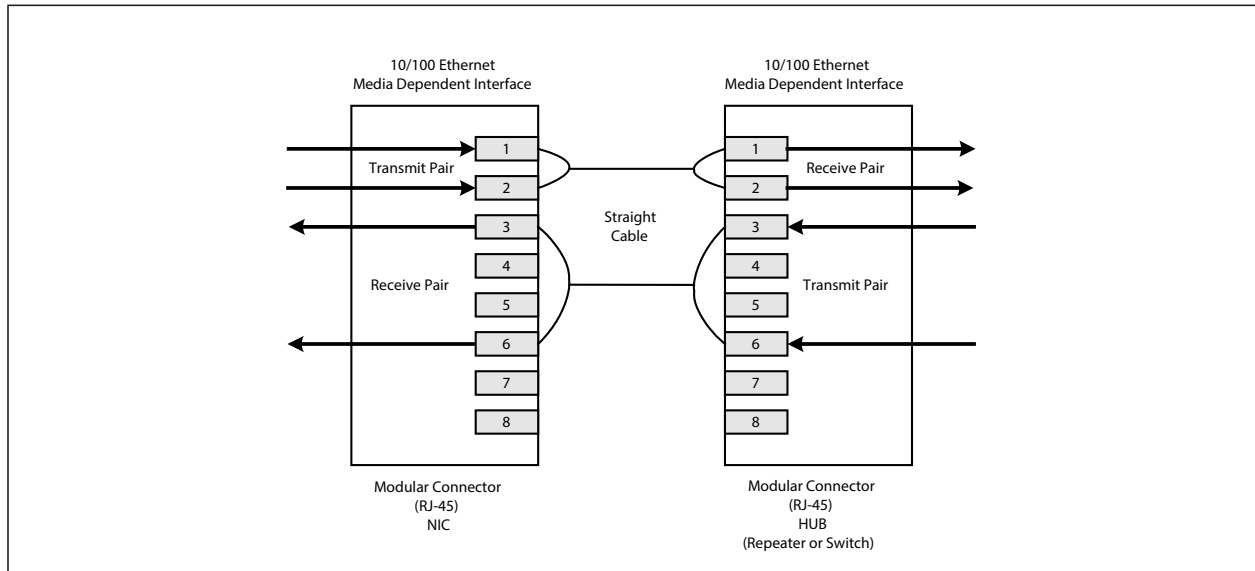 10/100 Ethernet
Media Dependent Interface
1
Transmit Pair
2
3
4
Receive Pair
5
6
7
8
Modular Connector
(RJ-45)
NIC
Straight
Cable
10/100 Ethernet
Media Dependent Interface
1
Receive Pair
2
3
4
Transmit Pair
5
6
7
8
Modular Connector
(RJ-45)
HUB
(Repeater or Switch)